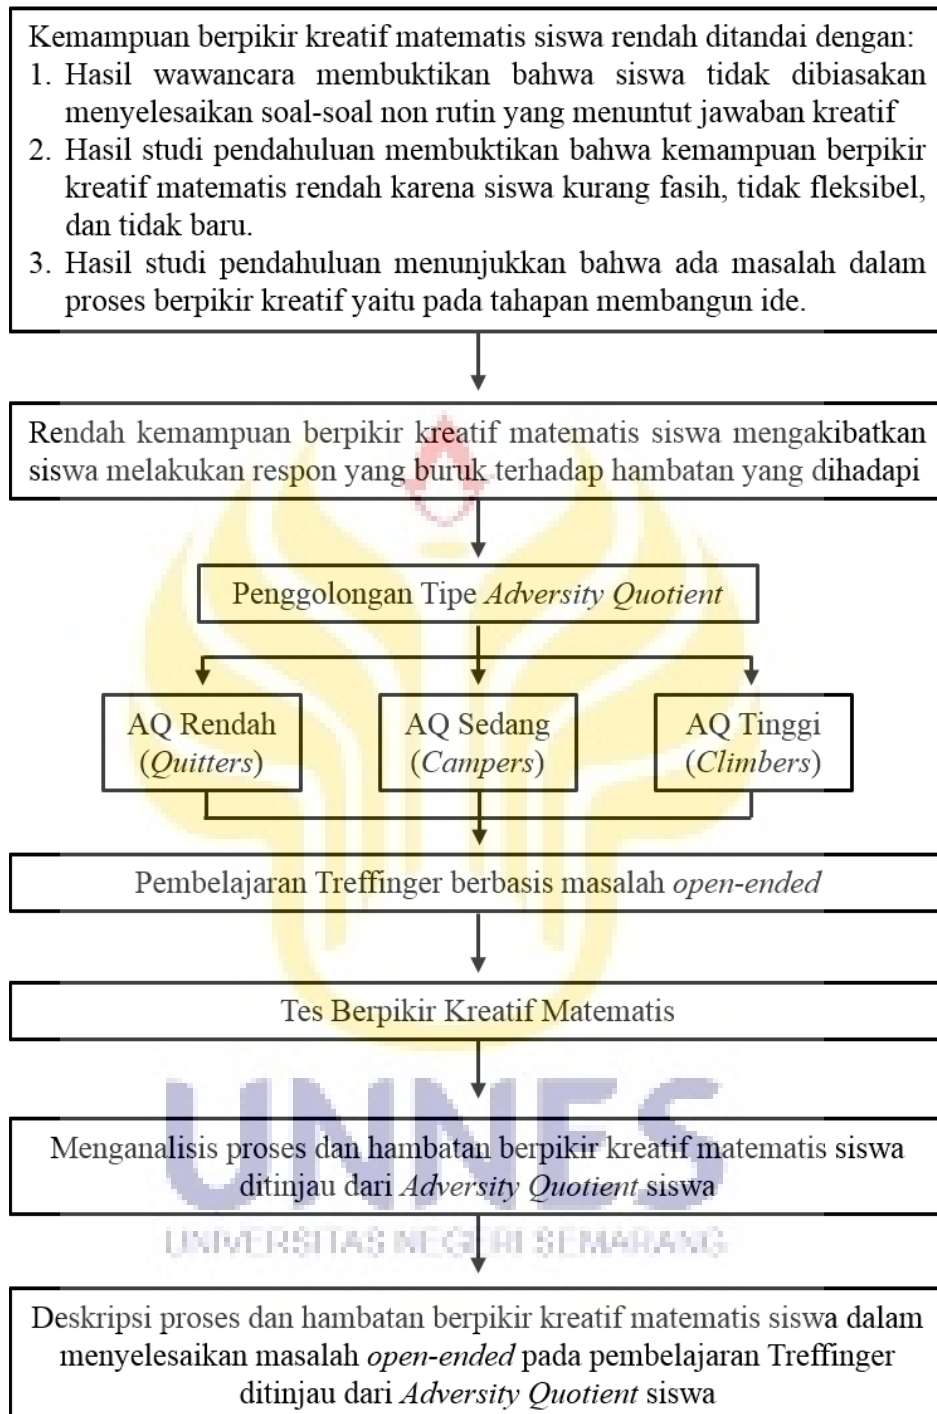 Kemampuan berpikir kreatif matematis siswa rendah ditandai dengan:
1. Hasil wawancara membuktikan bahwa siswa tidak dibiasakan
menyelesaikan soal-soal non rutin yang menuntut jawaban kreatif
2. Hasil studi pendahuluan membuktikan bahwa kemampuan berpikir
kreatif matematis rendah karena siswa kurang fasih, tidak fleksibel,
dan tidak baru.
3. Hasil studi pendahuluan menunjukkan bahwa ada masalah dalam
proses berpikir kreatif yaitu pada tahapan membangun ide.
Rendah kemampuan berpikir kreatif matematis siswa mengakibatkan
siswa melakukan respon yang buruk terhadap hambatan yang dihadapi
Penggolongan Tipe Adversity Quotient
AQ Rendah
(Quitters)
AQ Sedang
(Campers)
AQ Tinggi
(Climbers)
Pembelajaran Treffinger berbasis masalah open-ended
Tes Berpikir Kreatif Matematis
UNNES
Menganalisis proses dan hambatan berpikir kreatif matematis siswa
ditinjau dari Adversity Quotient siswa
UNIVERSITAS NEGERI SEMARANG
Deskripsi proses dan hambatan berpikir kreatif matematis siswa dalam
menyelesaikan masalah open-ended pada pembelajaran Treffinger
ditinjau dari Adversity Quotient siswa